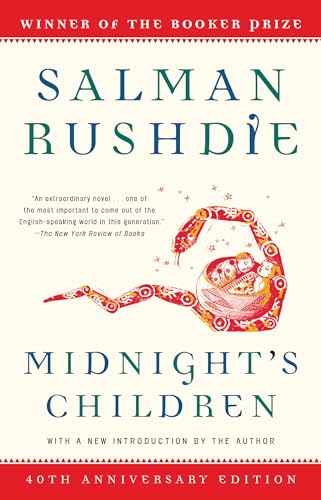 WINNER OF THE BOOKER PRIZE
SALMAN
RUSHDIE
"An extraordinary novel . . . one of
the most important to come out of the
English-speaking world in this generation."
—The New York Review of Books
MIDNIGHT'S
CHILDREN
WITH A NEW INTRODUCTION BY THE AUTHOR
40TH ANNIVERSARY EDITION